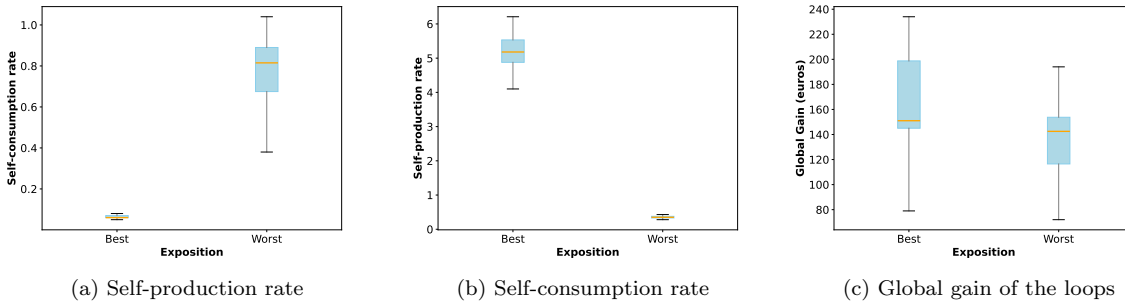 1.0
0.8
0.6
0.4
0.2
Self-consumption rate
Best
Worst
Exposition
(a) Self-production rate
6
5
4
3
2
1
0
Self-production rate
Best
Worst
Exposition
(b) Self-consumption rate
240
220
200
180
160
140
120
100
80
Global Gain (euros)
Best
Worst
Exposition
(c) Global gain of the loops